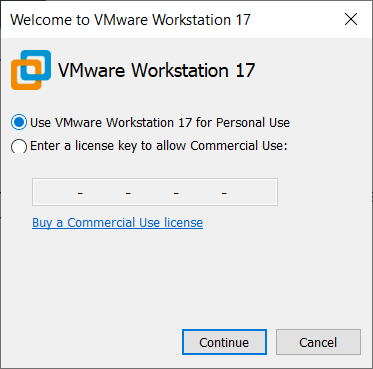 Welcome to VMware Workstation 17
VMware Workstation 17
Use VMware Workstation 17 for Personal Use
Enter a license key to allow Commercial Use:
- - - -
Buy a Commercial Use license
Continue Cancel